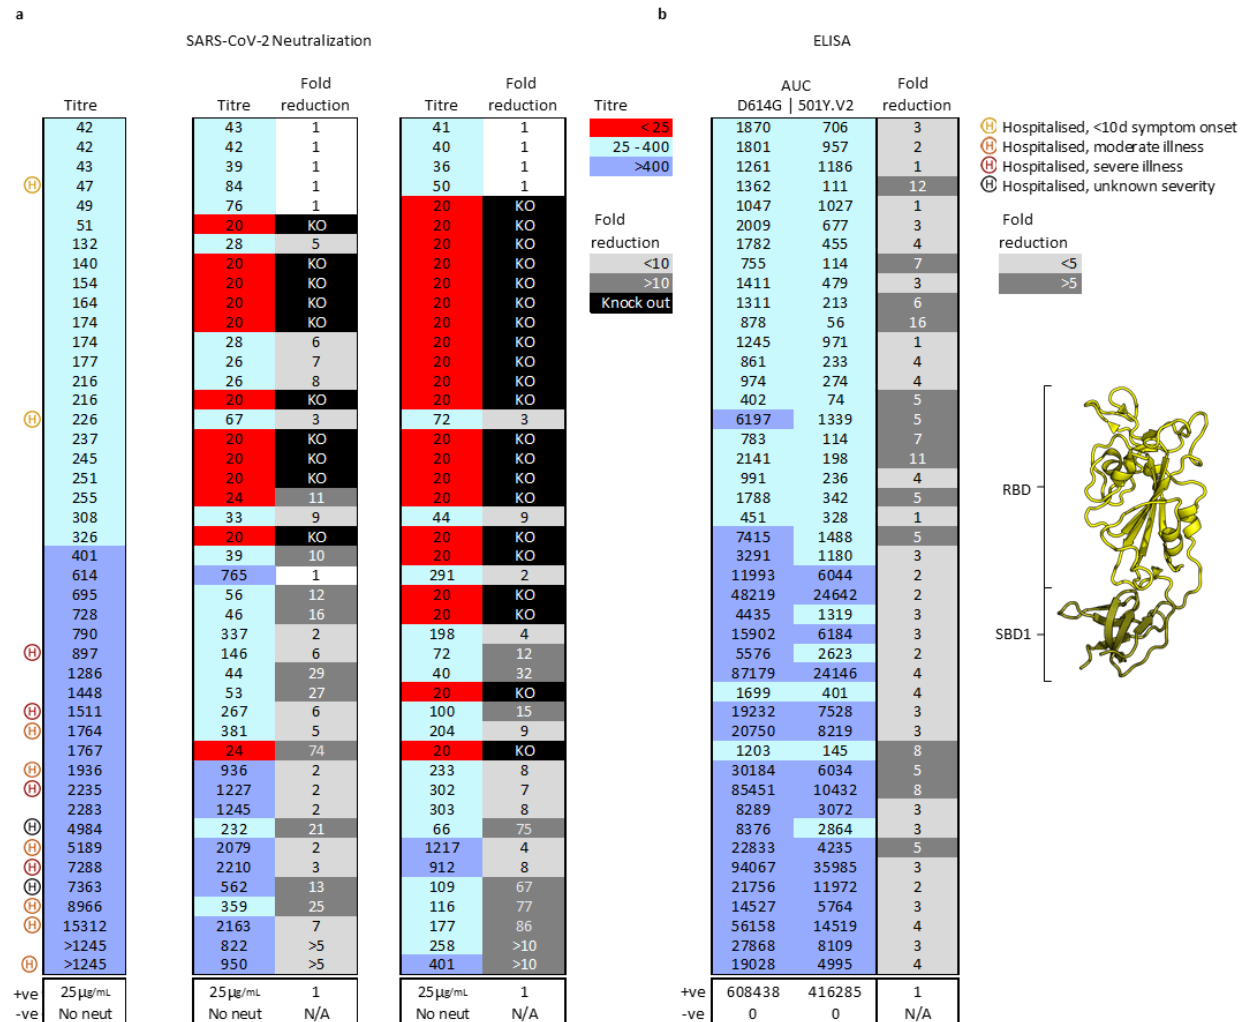 a
b
SARS-CoV-2 Neutralization
ELISA
Fold
Fold
AUC
Fold
Titre
Titre
reduction
Titre
reduction
Titre
D614G | 501Y.V2
reduction
42 43 1 41 1 <25 1870 706 3 H Hospitalised, <10d symptom onset
42 42 1 40 1 25 - 400 1801 957 2 H Hospitalised, moderate illness
43 39 1 36 1 >400 1261 1186 1 H Hospitalised, severe illness
H 47 84 1 50 1 1362 111 12 H Hospitalised, unknown severity
49 76 1 20 KO 1047 1027 1
51 20 KO 20 KO Fold 2009 677 3 Fold
132 28 5 20 KO reduction 1782 455 4 reduction
140 20 KO 20 KO <10 755 114 7 <5
154 20 KO 20 KO >10 1411 479 3 >5
164 20 KO 20 KO Knock out 1311 213 6
174 20 KO 20 KO 878 56 16
174 28 6 20 KO 1245 971 1
177 26 7 20 KO 861 233 4
216 26 8 20 KO 974 274 4
216 20 KO 20 KO 402 74 5
H 226 67 3 72 3 6197 1339 5
237 20 KO 20 KO 783 114 7
245 20 KO 20 KO 2141 198 11
251 20 KO 20 KO 991 236 4
255 24 11 20 KO 1788 342 5 RBD
308 33 9 44 9 451 328 1
326 20 KO 20 KO 7415 1488 5
401 39 10 20 KO 3291 1180 3
614 765 1 291 2 11993 6044 2
695 56 12 20 KO 48219 24642 2
728 46 16 20 KO 4435 1319 3
790 337 2 198 4 15902 6184 3 SBD1
H 897 146 6 72 12 5576 2623 2
1286 44 29 40 32 87179 24146 4
1448 53 27 20 KO 1699 401 4
H 1511 267 6 100 15 19232 7528 3
H 1764 381 5 204 9 20750 8219 3
1767 24 74 20 KO 1203 145 8
H 1936 936 2 233 8 30184 6034 5
H 2235 1227 2 302 7 85451 10432 8
2283 1245 2 303 8 8289 3072 3
H 4984 232 21 66 75 8376 2864 3
H 5189 2079 2 1217 4 22833 4235 5
H 7288 2210 3 912 8 94067 35985 3
H 7363 562 13 109 67 21756 11972 2
H 8966 359 25 116 77 14527 5764 3
H 15312 2163 7 177 86 56158 14519 4
>1245 822 >5 258 >10 27868 8109 3
H >1245 950 >5 401 >10 19028 4995 4
+ve 25µg/mL 25µg/mL 1 25µg/mL 1 +ve 608438 416285 1
-ve No neut No neut N/A No neut N/A -ve 0 0 N/A